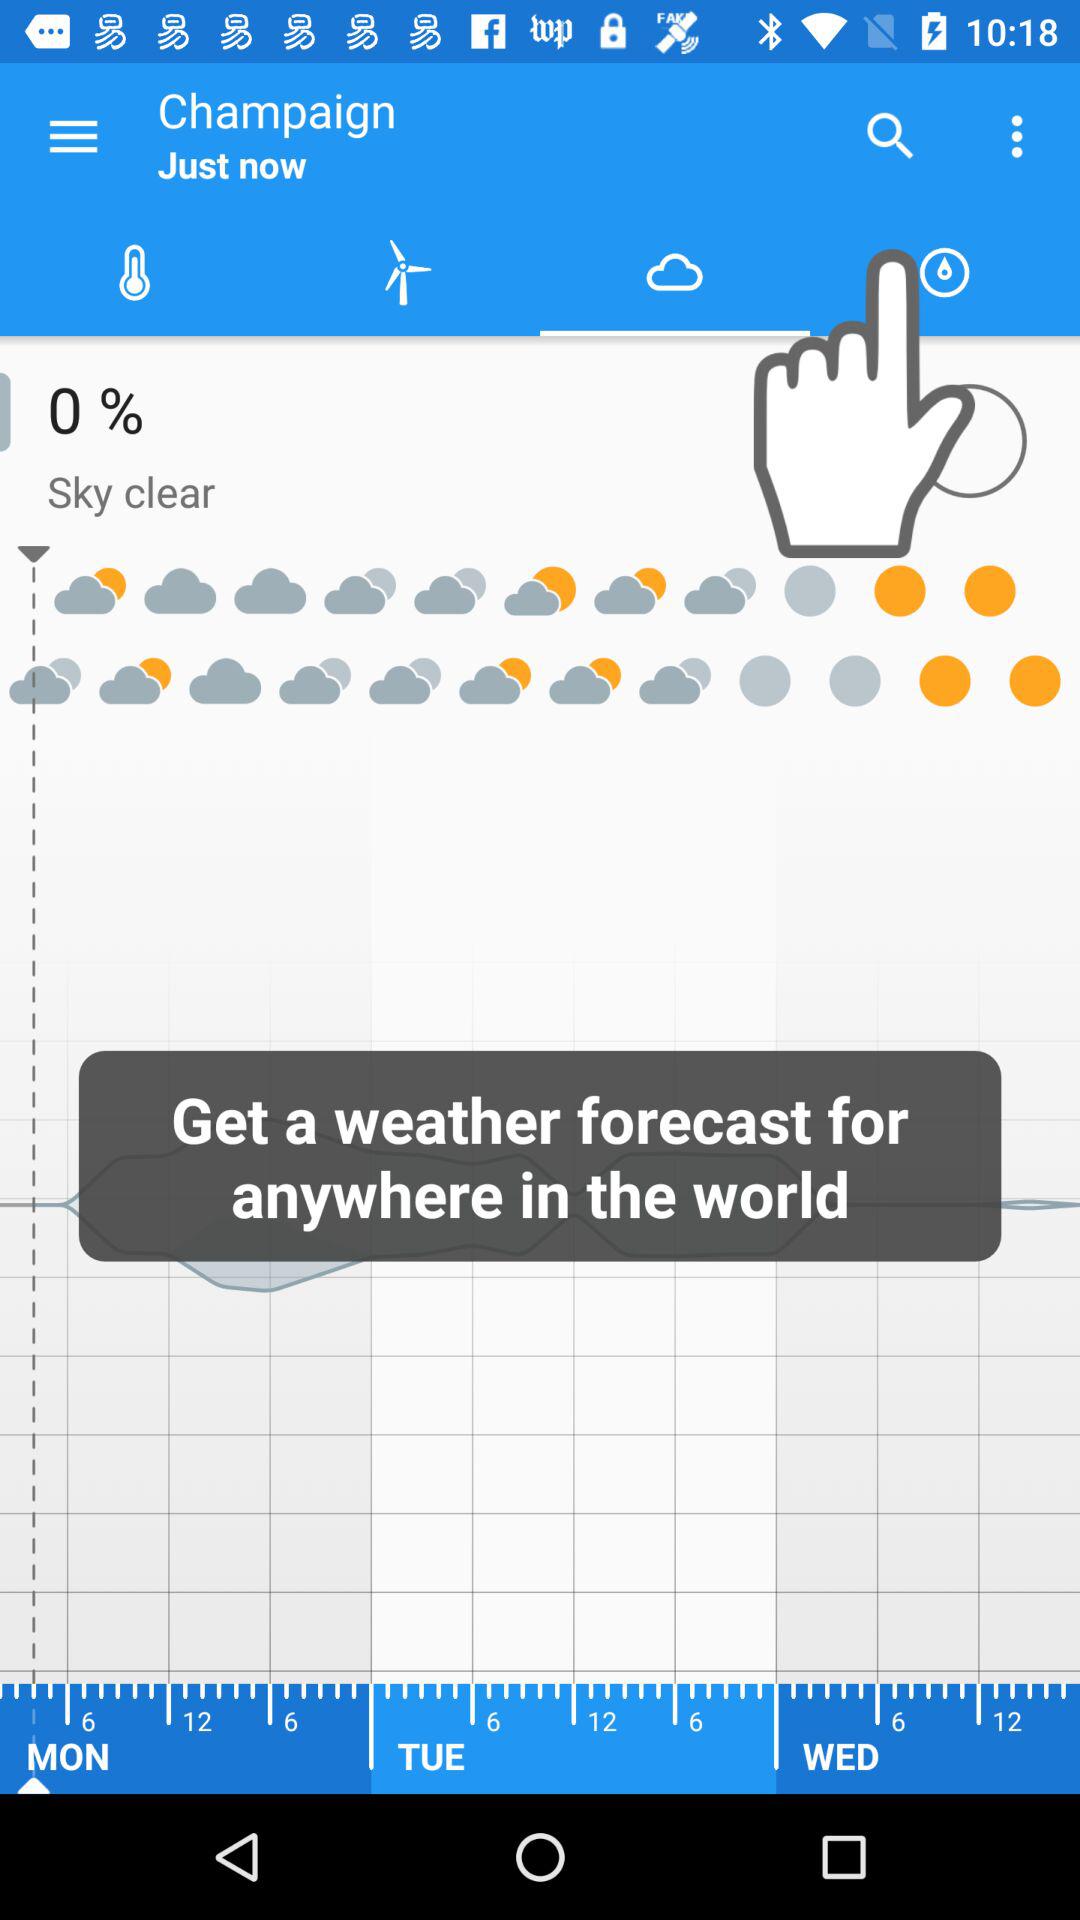 FAKE
10:18
Champaign
Just now
0 %
Sky clear
Get a weather forecast for
anywhere in the world
6 12 6 6 12 6 6 12
MON TUE WED